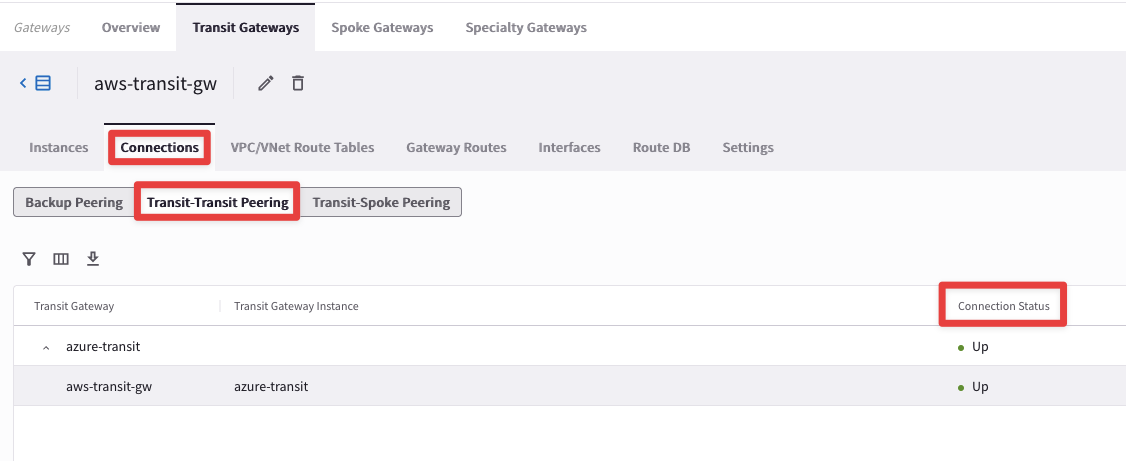 Gateways Overview Transit Gateways Spoke Gateways Specialty Gateways
aws-transit-gw
Instances Connections VPC/VNet Route Tables Gateway Routes Interfaces Route DB Settings
Backup Peering Transit-Transit Peering Transit-Spoke Peering
Transit Gateway Transit Gateway Instance Connection Status
azure-transit Up
aws-transit-gw azure-transit Up